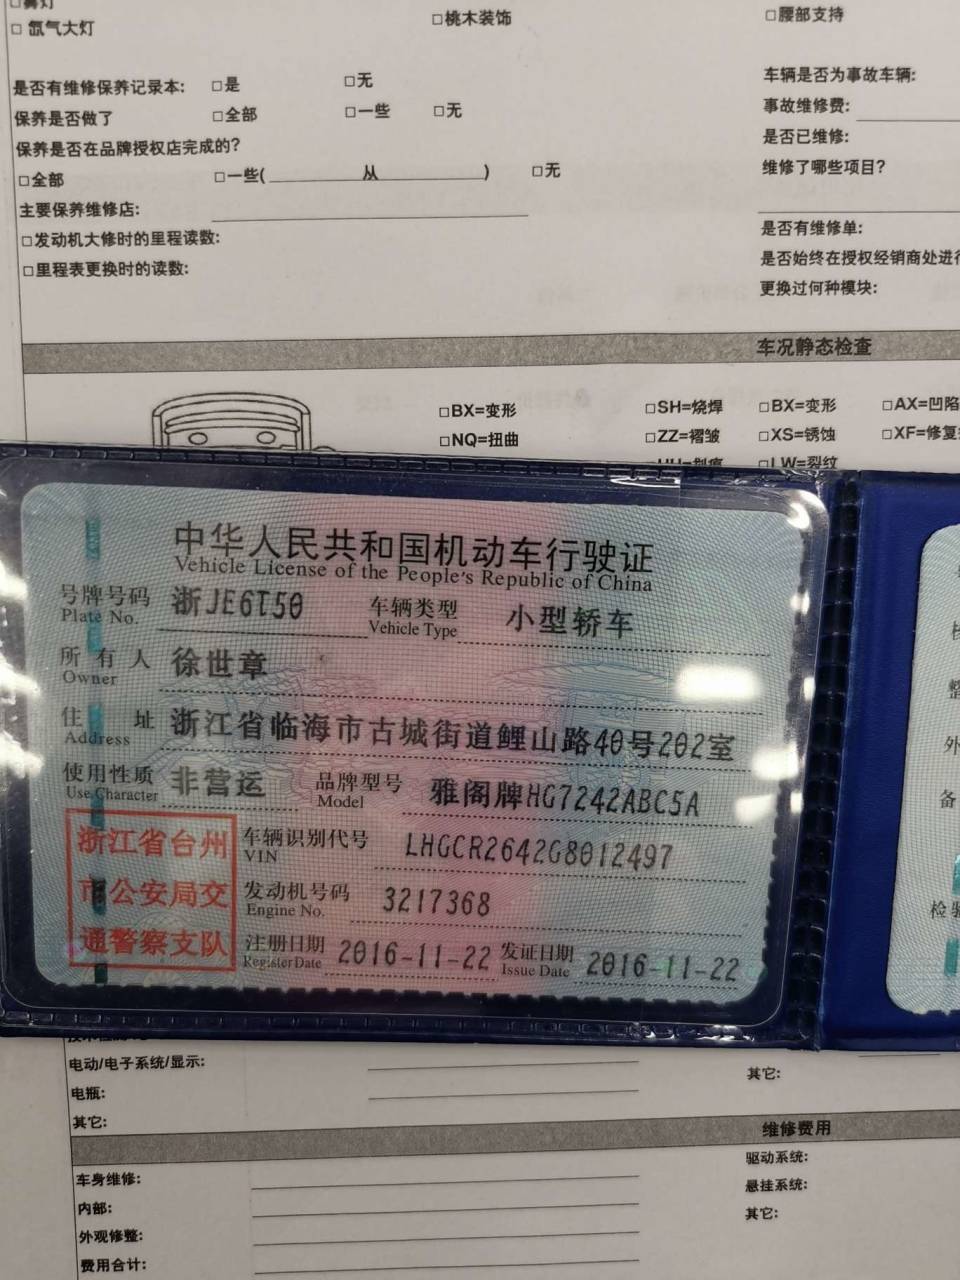 □雾灯
□ 氙气大灯
□桃木装饰
□腰部支持
是否有维修保养记录本: □是 □无
保养是否做了 □全部 □一些 □无
保养是否在品牌授权店完成的?
□全部 □一些( 从 ) □无
主要保养维修店:
□发动机大修时的里程读数:
□里程表更换时的读数:
车辆是否为事故车辆:
事故维修费:
是否已维修:
维修了哪些项目?
是否有维修单:
是否始终在授权经销商处进行
更换过何种模块:
车况静态检查
□BX=变形 □SH=烧焊 □BX=变形 □AX=凹陷
□NQ=扭曲 □ZZ=褶皱 □XS=锈蚀 □XF=修复
□LW=裂纹
中华人民共和国机动车行驶证
Vehicle License of the People's Republic of China
号牌号码 浙JE6T50 车辆类型 小型轿车
Plate No. Vehicle Type
所有人 徐世章
Owner
住址 浙江省临海市古城街道鲤山路40号202室
Address
使用性质 非营运 品牌型号 雅阁牌HG7242ABC5A
Use Character Model
浙江省台州
市公安局交
通警察支队
车辆识别代号 LHGCR2642G8012497
VIN
发动机号码 3217368
Engine No.
注册日期 2016-11-22 发证日期 2016-11-22
Register Date Issue Date
整
外
备
检验
电动/电子系统/显示:
电瓶:
其它:
其它:
维修费用
车身维修:
内部:
外观修整:
费用合计:
驱动系统:
悬挂系统:
其它: